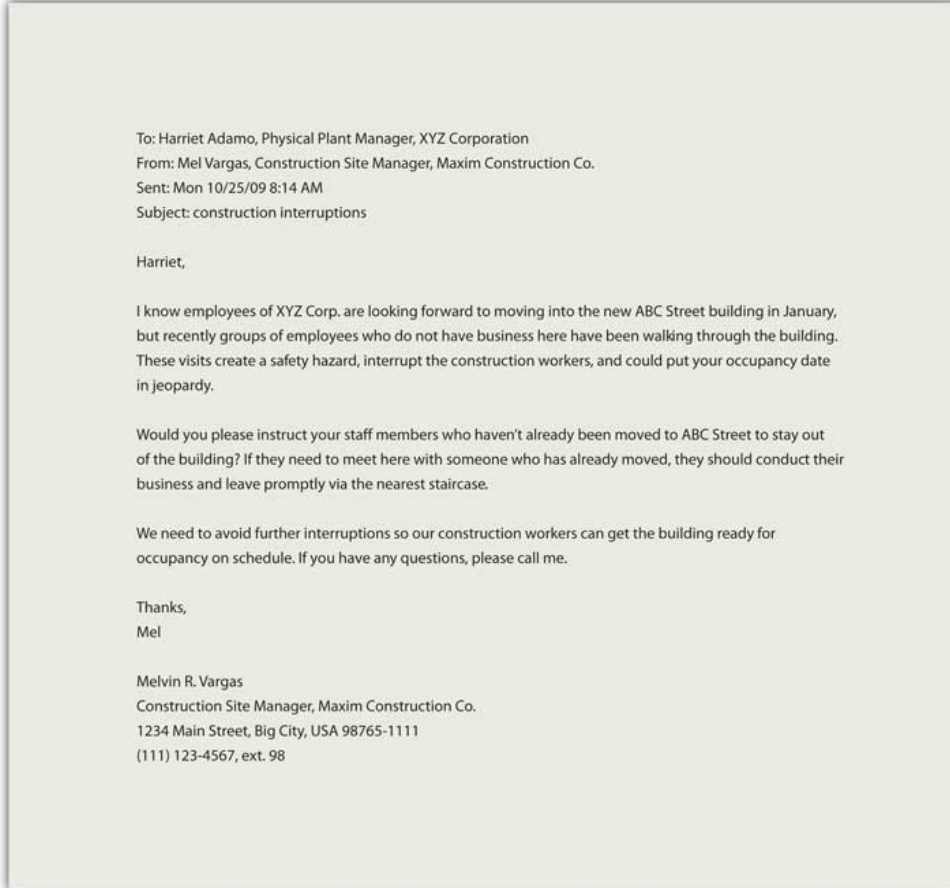 To: Harriet Adamo, Physical Plant Manager, XYZ Corporation
From: Mel Vargas, Construction Site Manager, Maxim Construction Co.
Sent: Mon 10/25/09 8:14 AM
Subject: construction interruptions
Harriet,
I know employees of XYZ Corp. are looking forward to moving into the new ABC Street building in January,
but recently groups of employees who do not have business here have been walking through the building.
These visits create a safety hazard, interrupt the construction workers, and could put your occupancy date
in jeopardy.
Would you please instruct your staff members who haven't already been moved to ABC Street to stay out
of the building? If they need to meet here with someone who has already moved, they should conduct their
business and leave promptly via the nearest staircase.
We need to avoid further interruptions so our construction workers can get the building ready for
occupancy on schedule. If you have any questions, please call me.
Thanks,
Mel
Melvin R. Vargas
Construction Site Manager, Maxim Construction Co.
1234 Main Street, Big City, USA 98765-1111
(111) 123-4567, ext. 98